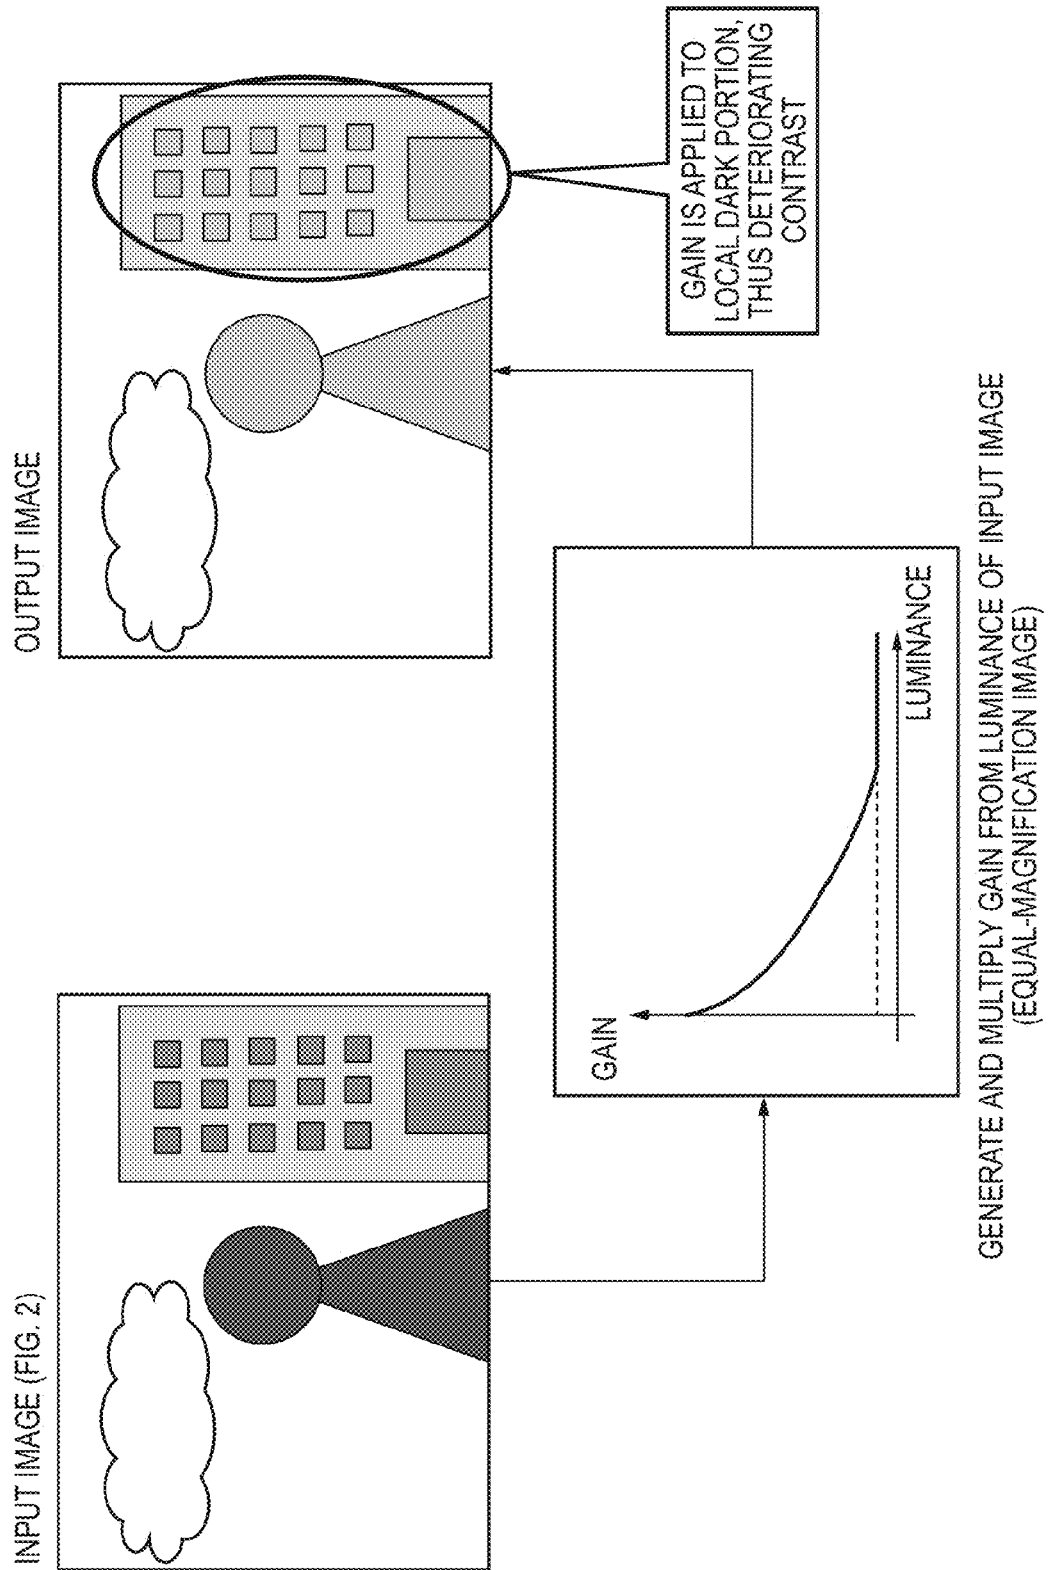 INPUT IMAGE (FIG. 2)
OUTPUT IMAGE
GAIN
LUMINANCE
GAIN IS APPLIED TO
LOCAL DARK PORTION,
THUS DETERIORATING
CONTRAST
GENERATE AND MULTIPLY GAIN FROM LUMINANCE OF INPUT IMAGE
(EQUAL-MAGNIFICATION IMAGE)